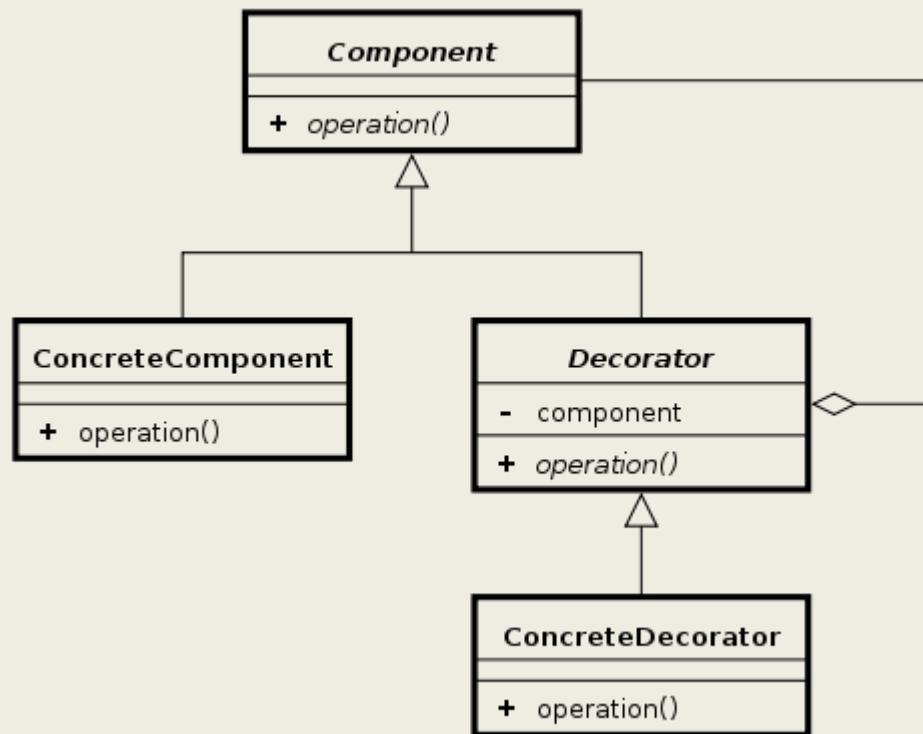 Component
+ operation()
ConcreteComponent
+ operation()
Decorator
- component
+ operation()
ConcreteDecorator
+ operation()